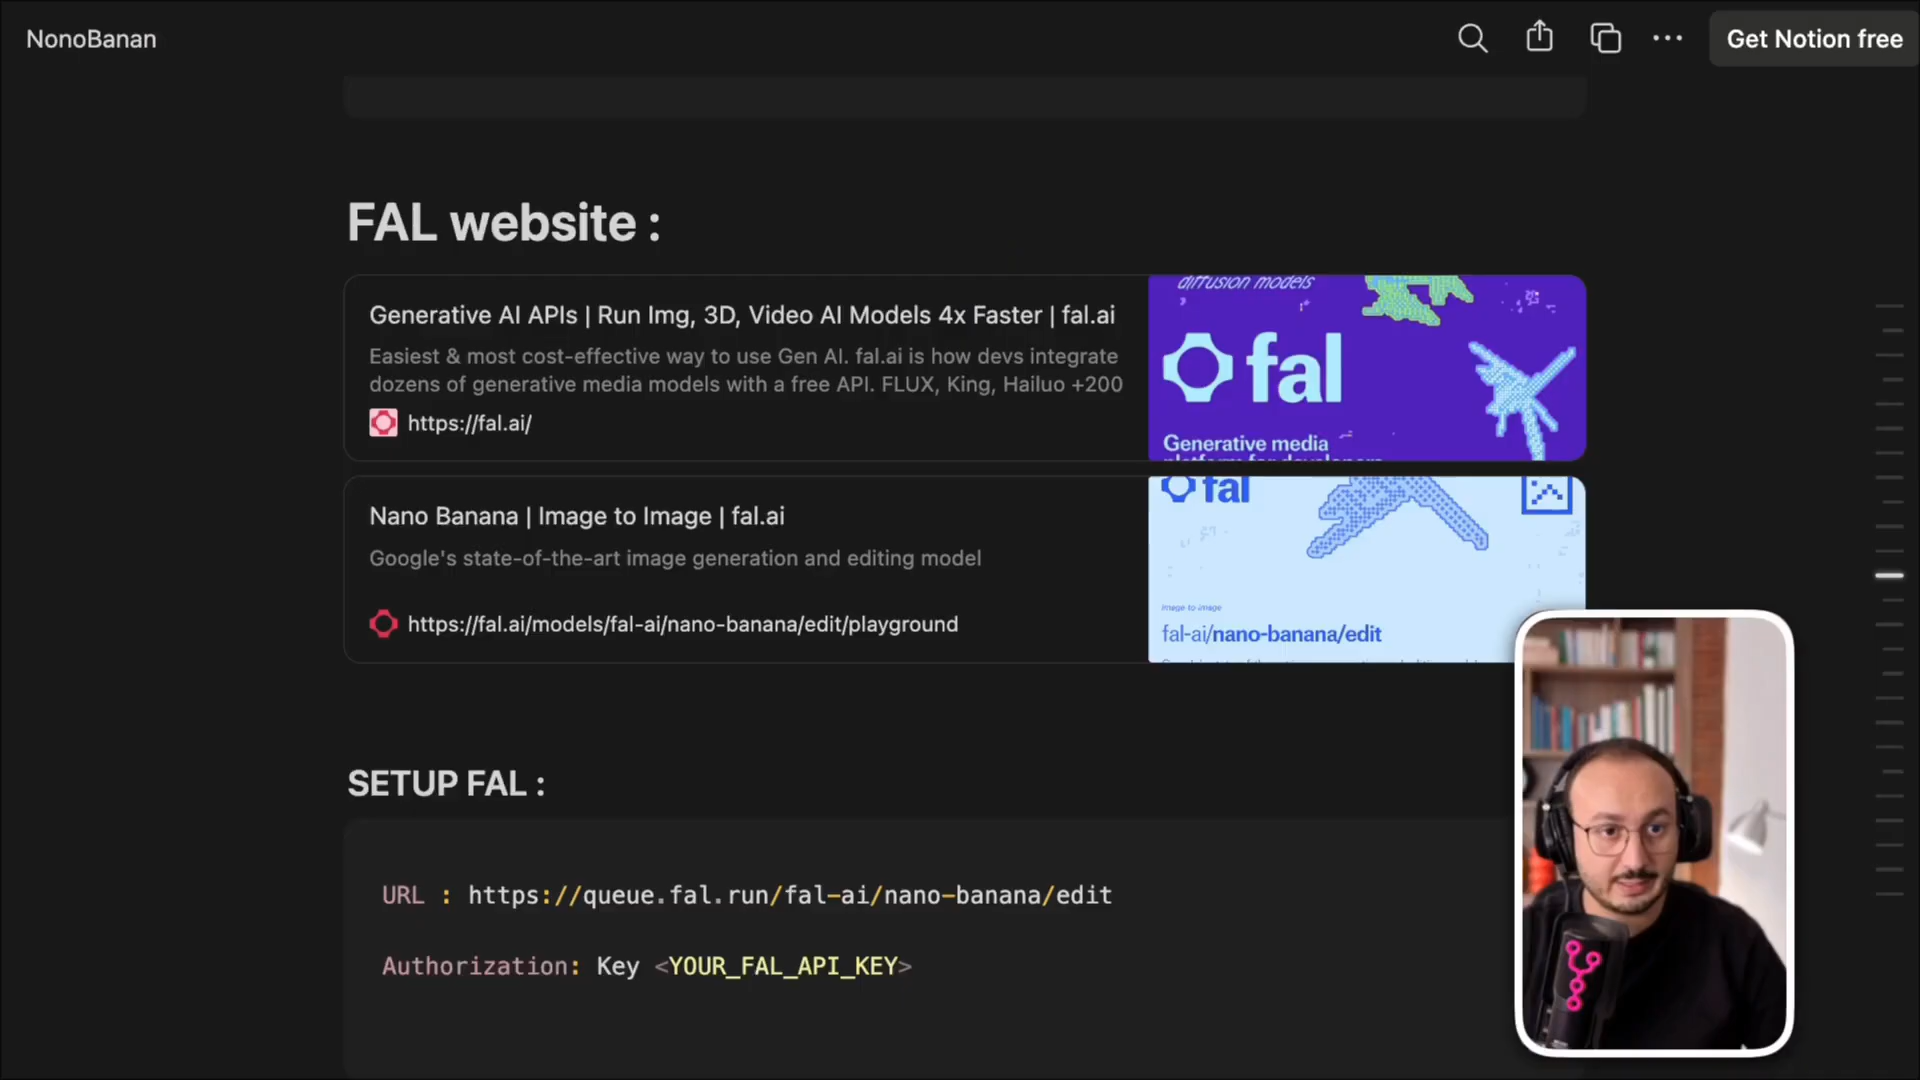 NonoBanan
Get Notion free
FAL website :
Generative AI APIs | Run Img, 3D, Video AI Models 4x Faster | fal.ai
Easiest & most cost-effective way to use Gen AI. fal.ai is how devs integrate
dozens of generative media models with a free API. FLUX, King, Hailuo +200
https://fal.ai/
diffusion models
fal
Generative media
platform for developers
Nano Banana | Image to Image | fal.ai
Google's state-of-the-art image generation and editing model
https://fal.ai/models/fal-ai/nano-banana/edit/playground
fal
Image to Image
fal-ai/nano-banana/edit
SETUP FAL :
URL : https://queue.fal.run/fal-ai/nano-banana/edit
Authorization: Key <YOUR_FAL_API_KEY>